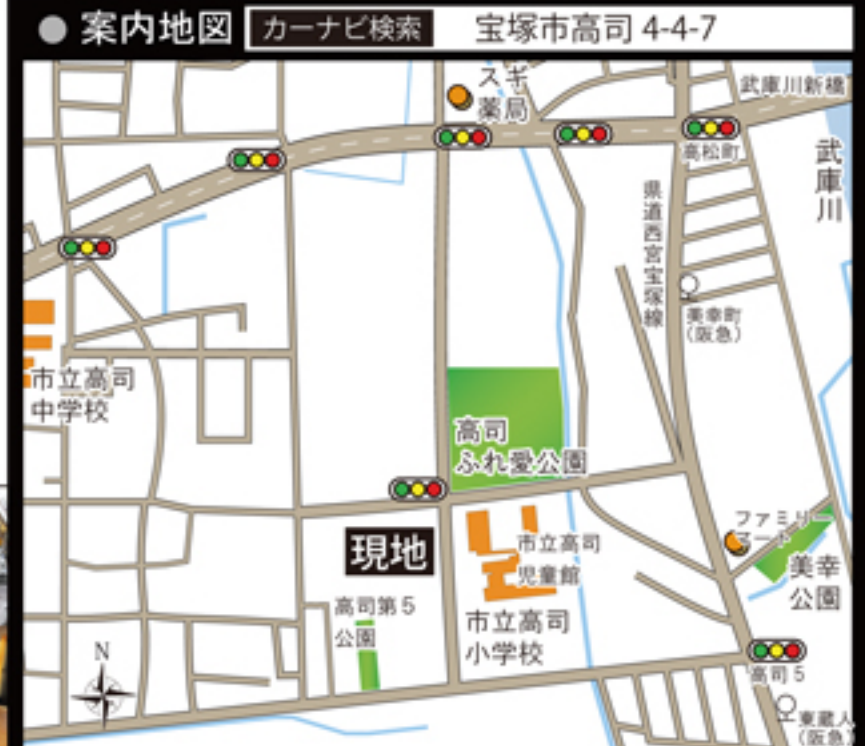 ● 案内地図
カーナビ検索
宝塚市高司 4-4-7
スギ
薬局
武庫川新橋
高松町
武庫川
県道西宮宝塚線
美幸町
(阪急)
市立高司
中学校
高司
ふれ愛公園
現地
市立高司
児童館
ファミリー
マート
美幸
公園
高司第5
公園
市立高司
小学校
N
高司5
東蔵人
(阪急)